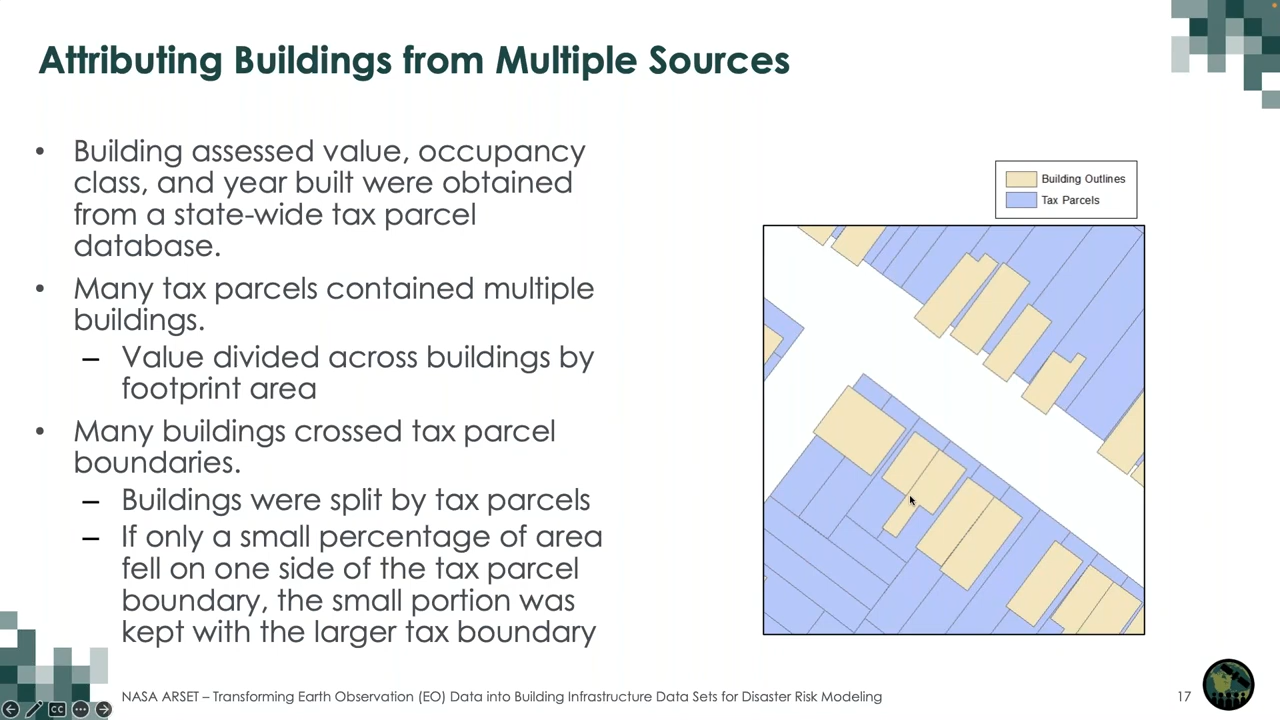 Attributing Buildings from Multiple Sources
• Building assessed value, occupancy
class, and year built were obtained
from a state-wide tax parcel
database.
• Many tax parcels contained multiple
buildings.
– Value divided across buildings by
footprint area
• Many buildings crossed tax parcel
boundaries.
– Buildings were split by tax parcels
– If only a small percentage of area
fell on one side of the tax parcel
boundary, the small portion was
kept with the larger tax boundary
Building Outlines
Tax Parcels
CC
NASA ARSET – Transforming Earth Observation (EO) Data into Building Infrastructure Data Sets for Disaster Risk Modeling
17